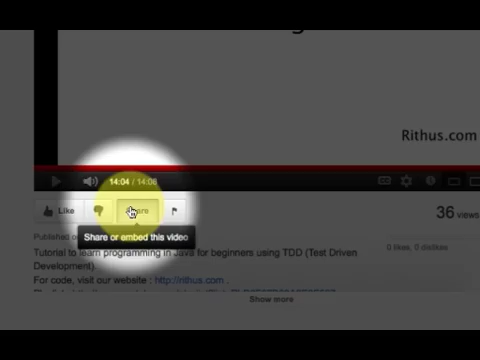 Rithus.com
14:04 / 14:08
Like
Share
36 views
Share or embed this video
0 likes, 0 dislikes
Tutorial to learn programming in Java for beginners using TDD (Test Driven
Development).
For code, visit our website : http://rithus.com .
Show more